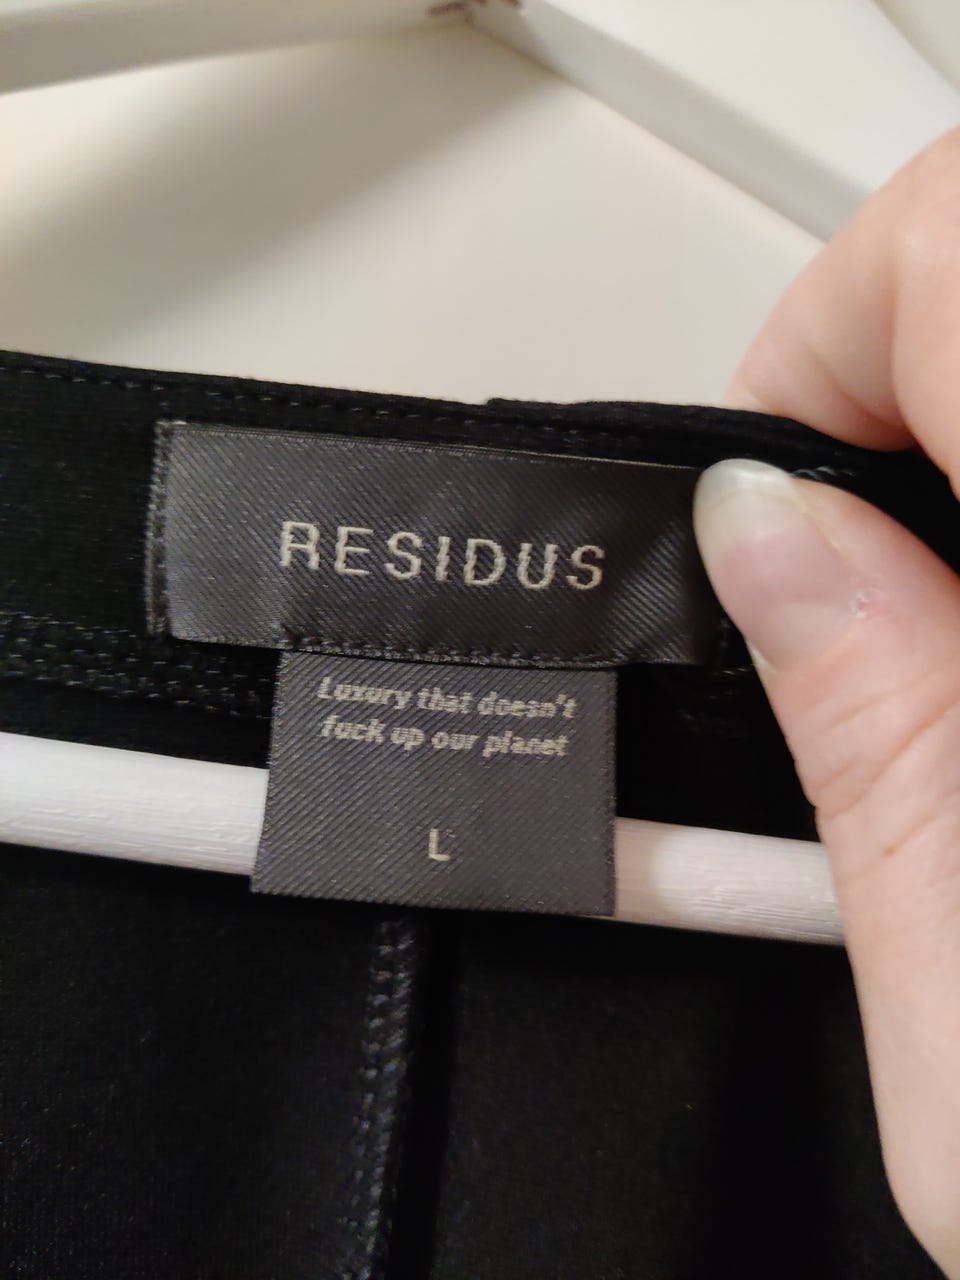 RESIDUS
Luxury that doesn't
fuck up our planet
L